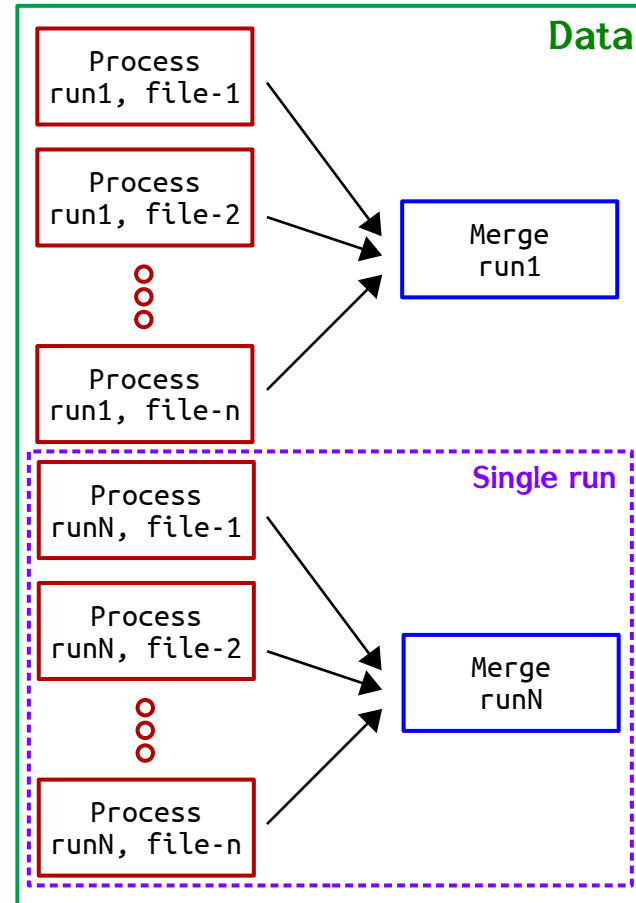 Data
Process
run1, file-1
Process
run1, file-2
Merge
run1
Process
run1, file-n
Single run
Process
runN, file-1
Process
runN, file-2
Merge
runN
Process
runN, file-n